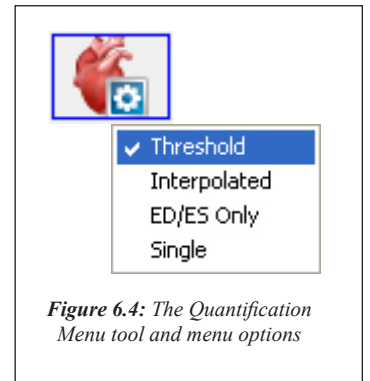 Threshold
Interpolated
ED/ES Only
Single
Figure 6.4: The Quantification
Menu tool and menu options